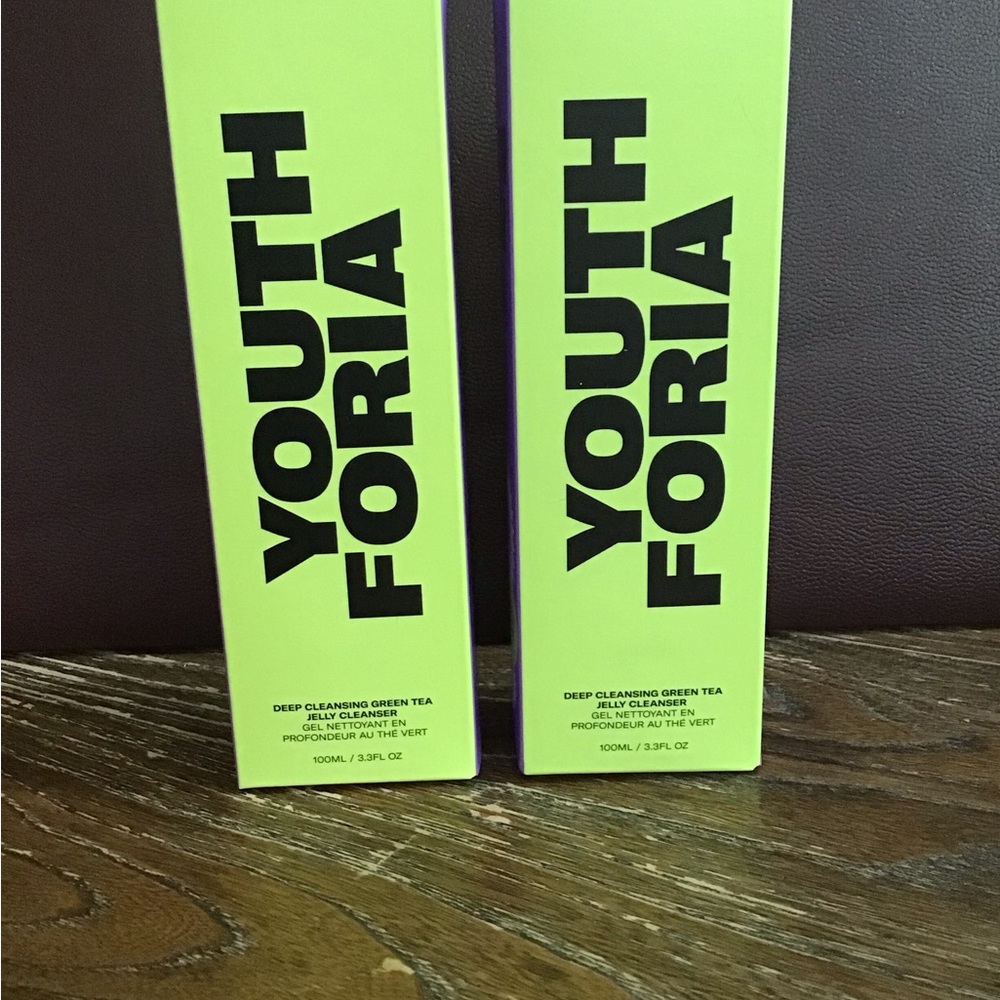 YOUTH
FORIA
DEEP CLEANSING GREEN TEA
JELLY CLEANSER
GEL NETTOYANT EN
PROFONDEUR AU THÉ VERT
100ML / 3.3FL OZ
YOUTH
FORIA
DEEP CLEANSING GREEN TEA
JELLY CLEANSER
GEL NETTOYANT EN
PROFONDEUR AU THÉ VERT
100ML / 3.3FL OZ